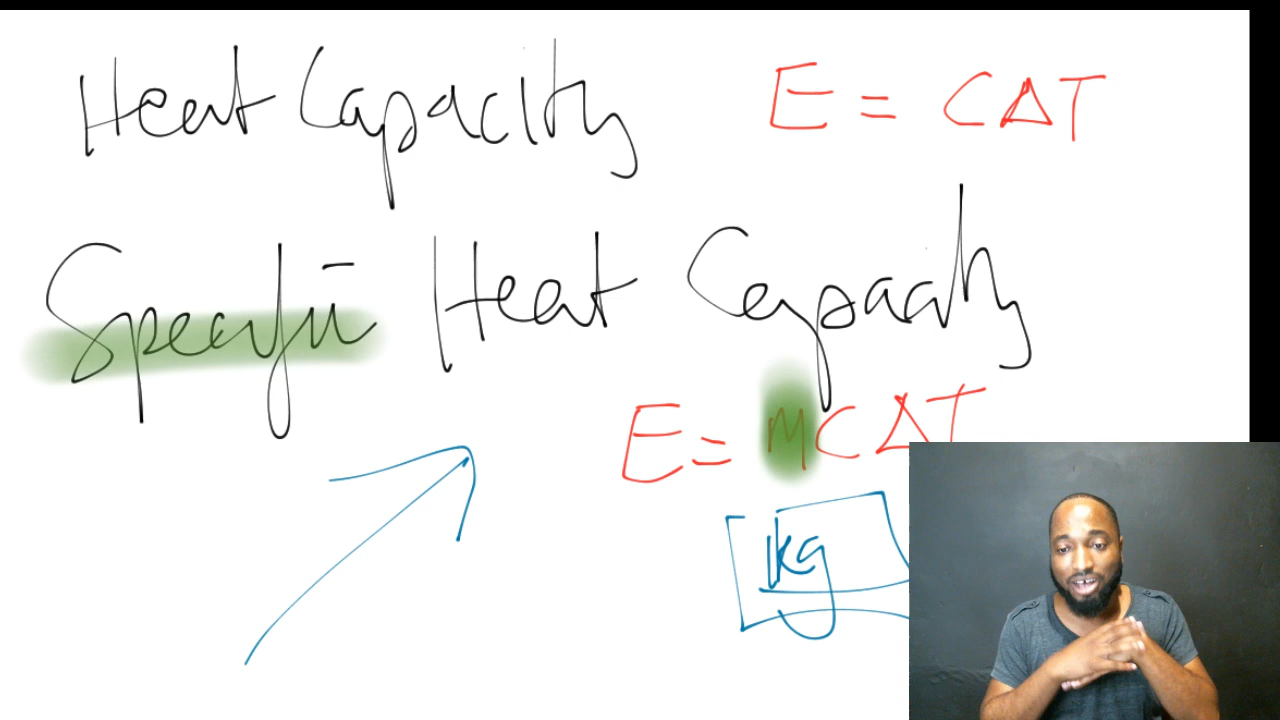 Heat Capacity
E = CΔT
Specific Heat Capacity
E = MCΔT
1kg